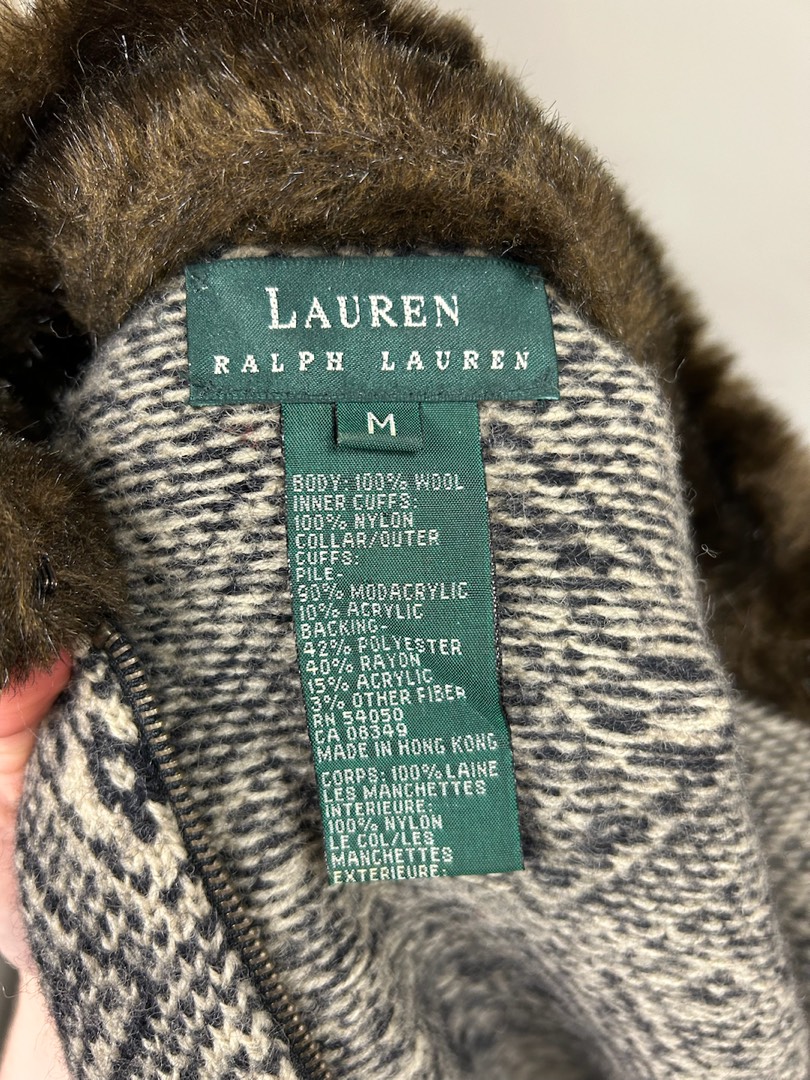 LAUREN
RALPH LAUREN
M
BODY: 100% WOOL
INNER CUFFS:
100% NYLON
COLLAR/OUTER
CUFFS:
PILE-
90% MODACRYLIC
10% ACRYLIC
BACKING-
42% POLYESTER
40% RAYON
15% ACRYLIC
3% OTHER FIBER
RN 54050
CA 08349
MADE IN HONG KONG
CORPS: 100% LAINE
LES MANCHETTES
INTERIEURE:
100% NYLON
LE COL/LES
MANCHETTES
EXTERIEURE: